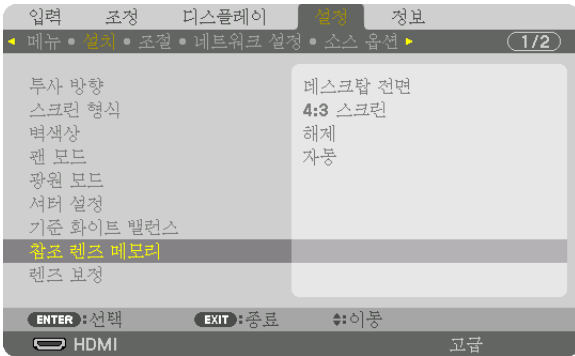 입력 조정 디스플레이 설정 정보
메뉴 • 설치 • 조절 • 네트워크 설정 • 소스 옵션 1/2
투사 방향 데스크탑 전면
스크린 형식 4:3 스크린
벽색상 해제
팬 모드 자동
광원 모드
셔터 설정
기준 화이트 밸런스
참조 렌즈 메모리
렌즈 보정
ENTER :선택 EXIT :종료 :이동
HDMI 고급